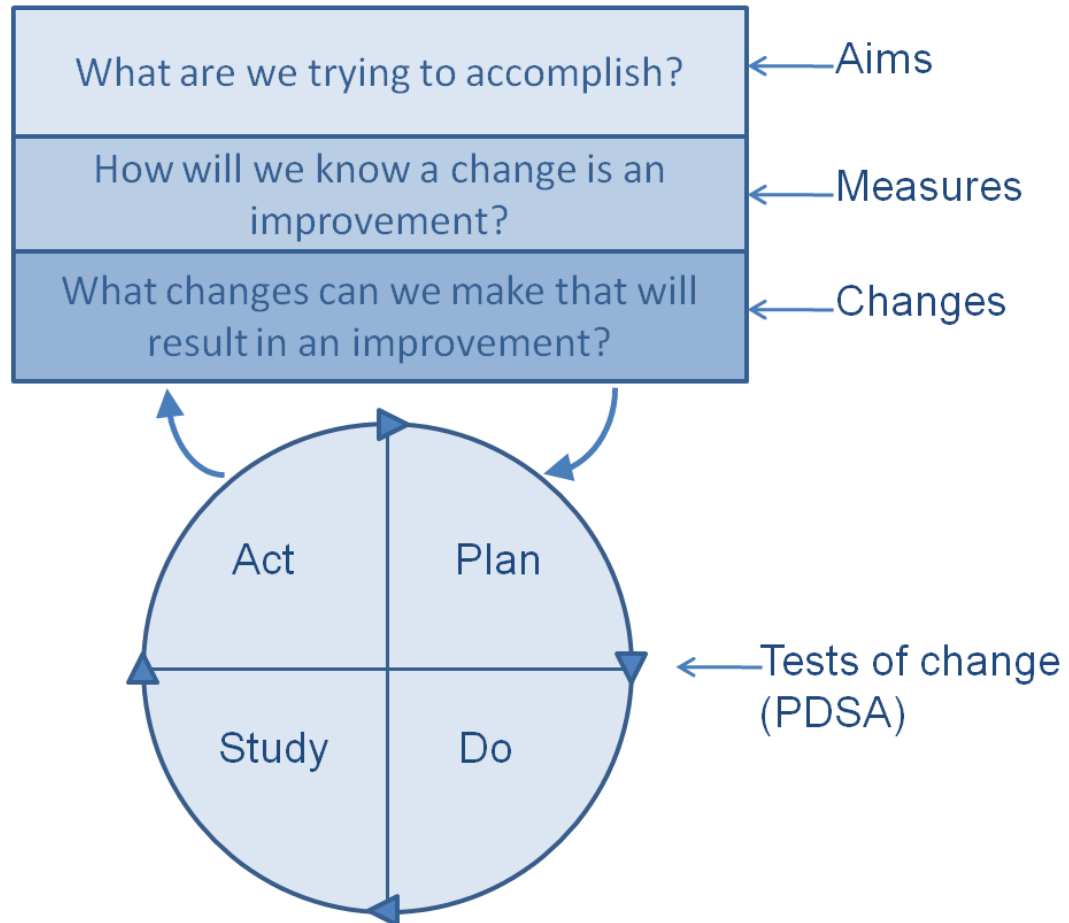 What are we trying to accomplish?
Aims
How will we know a change is an
improvement?
Measures
What changes can we make that will
result in an improvement?
Changes
Act
Plan
Study
Do
Tests of change
(PDSA)